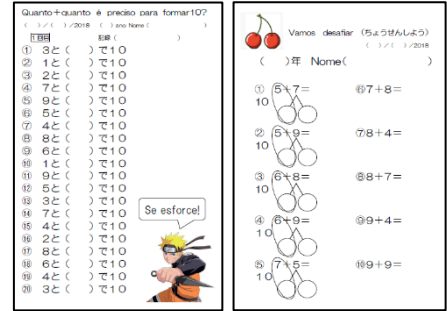 Quanto+quanto é preciso para formar10?
( )/( )/2018 ( )ano Nome( )
1回目 記録( )
① 3と( )で10
② 1と( )で10
③ 2と( )で10
④ 7と( )で10
⑤ 9と( )で10
⑥ 5と( )で10
⑦ 4と( )で10
⑧ 8と( )で10
⑨ 6と( )で10
⑩ 1と( )で10
⑪ 9と( )で10
⑫ 5と( )で10
⑬ 3と( )で10
⑭ 7と( )で10
⑮ 4と( )で10
⑯ 2と( )で10
⑰ 8と( )で10
⑱ 6と( )で10
⑲ 4と( )で10
⑳ 3と( )で10
Se esforce!
Vamos desafiar (ちょうせんしよう)
( )/( )/2018
( )年 Nome( )
① 5+7=
10
② 5+9=
10
③ 6+8=
10
④ 6+9=
10
⑤ 7+5=
10
⑥7+8=
⑦8+4=
⑧8+7=
⑨9+4=
⑩9+9=